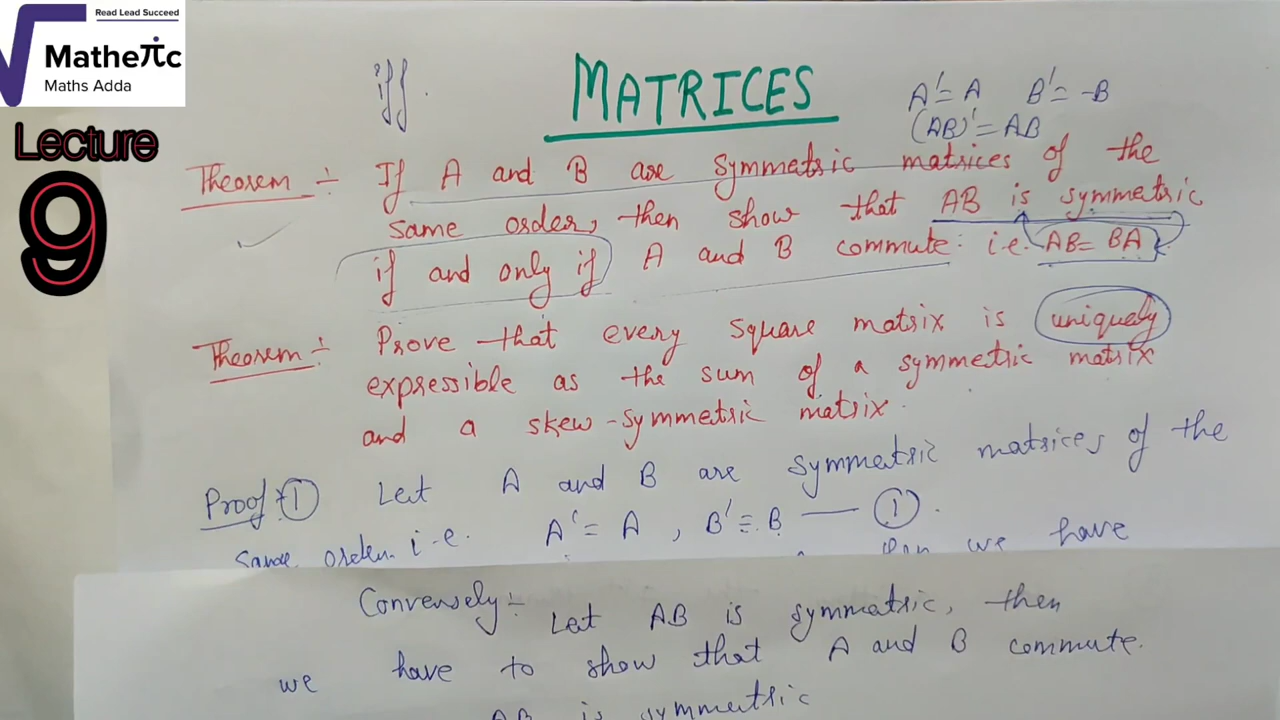 Read Lead Succeed
Matheπc
Maths Adda
Lecture
9
iff.
MATRICES
A' = A B' = -B
(AB)' = AB
Theorem :- If A and B are symmetric matrices of the
same order, then show that AB is symmetric
if and only if A and B commute : i.e. AB = BA
Theorem :- Prove that every square matrix is uniquely
expressible as the sum of a symmetric matrix
and a skew-symmetric matrix.
Proof :- ① Let A and B are symmetric matrices of the
same order. i.e. A' = A , B' = B — ①.
we have
Conversely :- Let AB is symmetric, then
we have to show that A and B commute.
AB is symmetric